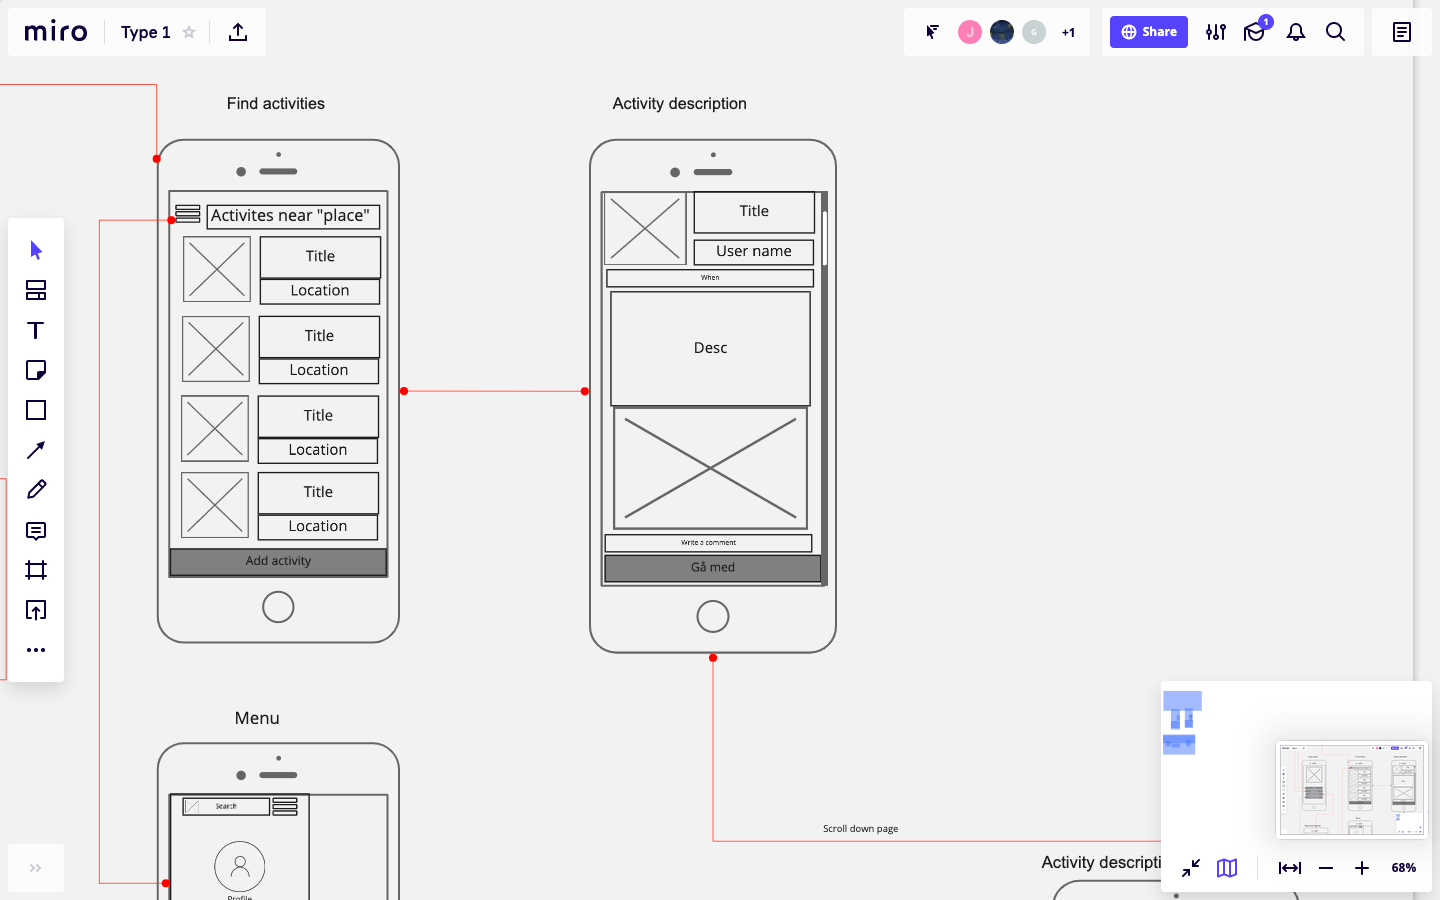 miro
Type 1
J
G
+1
Share
1
Find activities
Activity description
Activites near "place"
Title
Location
Title
Location
Title
Location
Title
Location
Add activity
Title
User name
When
Desc
Write a comment
Gå med
Menu
Search
Profile
Scroll down page
Activity descripti
68%